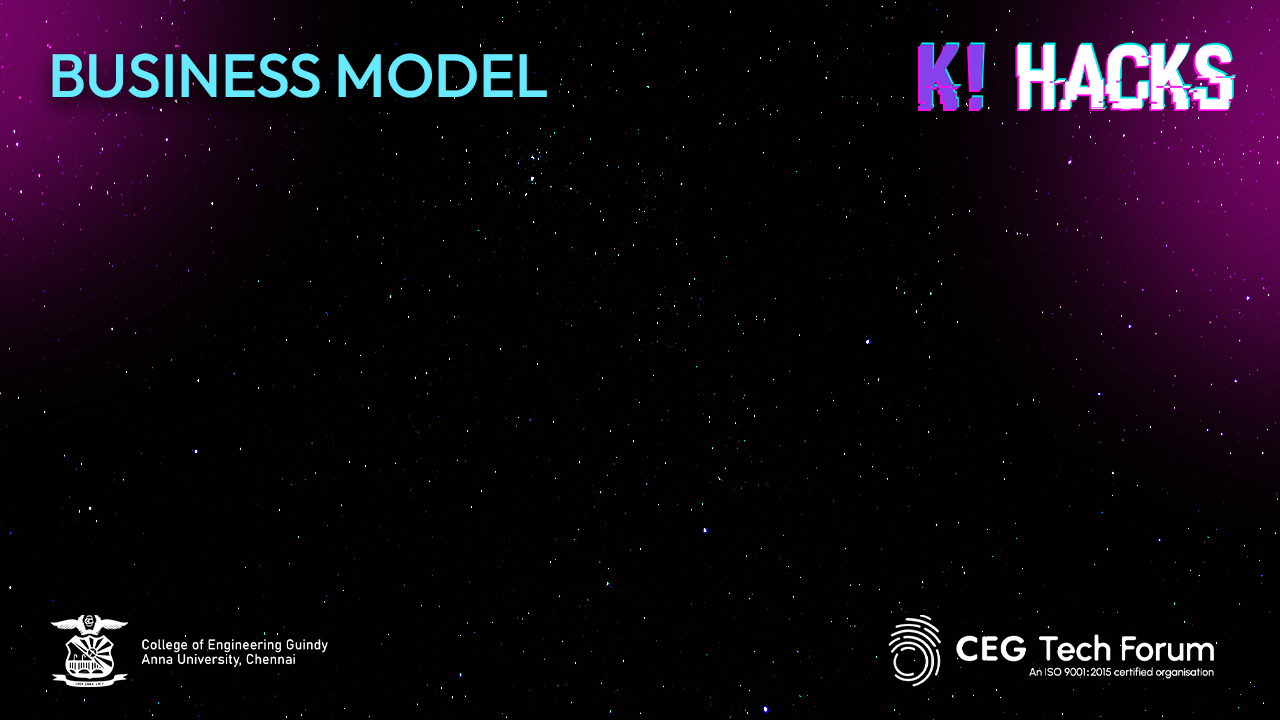 BUSINESS MODEL
K! HACKS
College of Engineering Guindy
Anna University, Chennai
CEG Tech Forum
An ISO 9001:2015 certified organisation